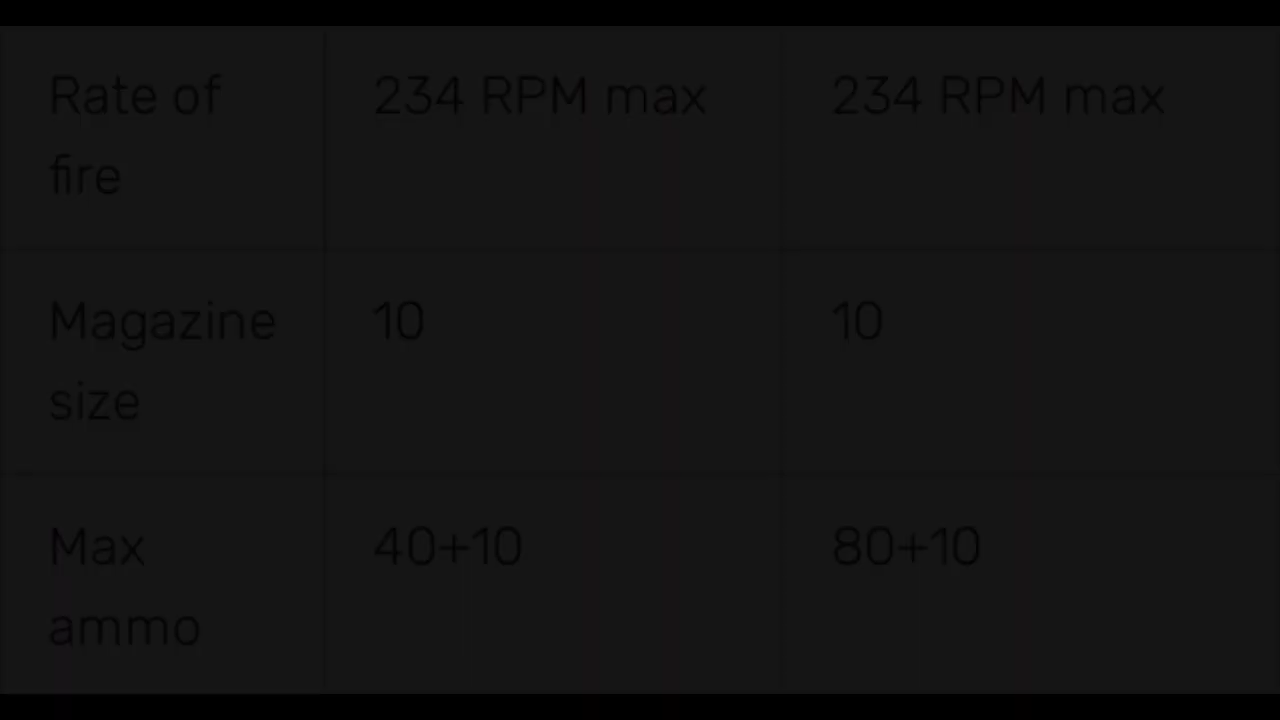 Rate of fire 234 RPM max 234 RPM max
Magazine size 10 10
Max ammo 40+10 80+10